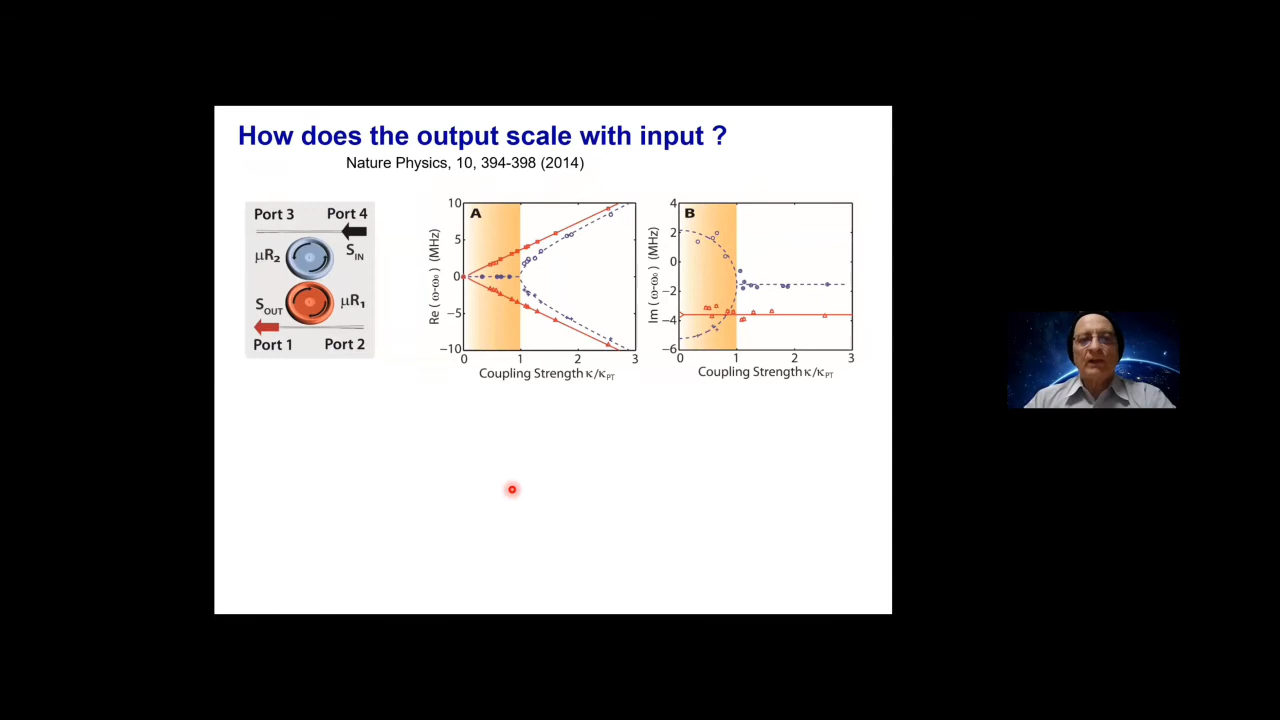 How does the output scale with input ?
Nature Physics, 10, 394-398 (2014)
Port 3 Port 4
μR₂ S_IN
S_OUT μR₁
Port 1 Port 2
A
Re ( ω-ω₀ ) (MHz)
10
5
0
−5
−10
0 1 2 3
Coupling Strength κ/κ_PT
B
Im ( ω-ω₀ ) (MHz)
4
2
0
−2
−4
−6
0 1 2 3
Coupling Strength κ/κ_PT